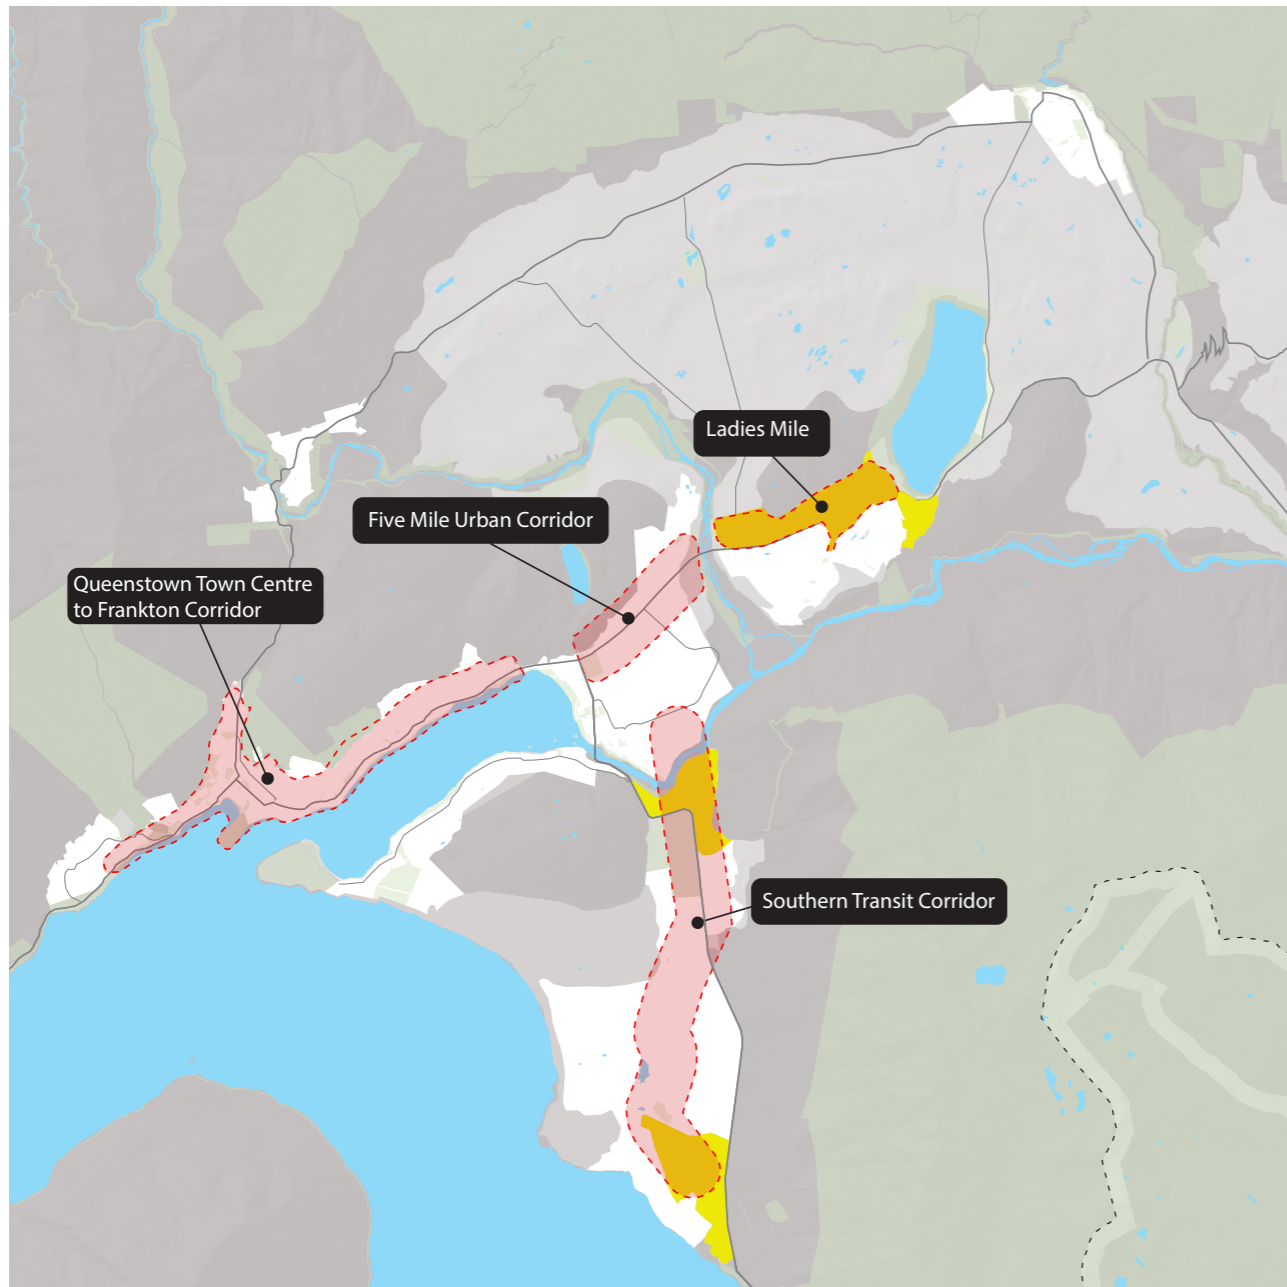 Ladies Mile
Five Mile Urban Corridor
Queenstown Town Centre
to Frankton Corridor
Southern Transit Corridor